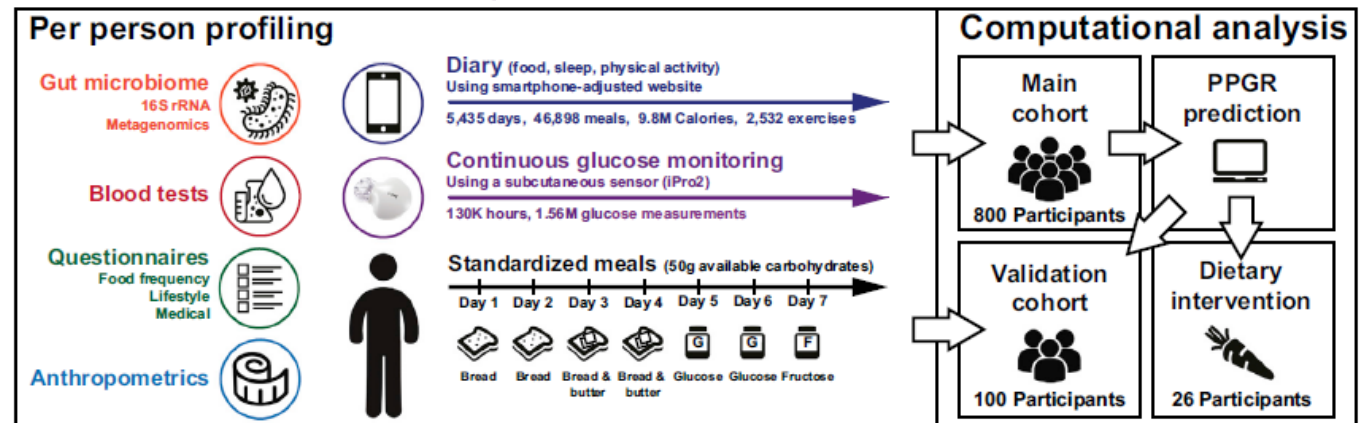 Per person profiling
Gut microbiome
16S rRNA
Metagenomics
Blood tests
Questionnaires
Food frequency
Lifestyle
Medical
Anthropometrics
Diary (food, sleep, physical activity)
Using smartphone-adjusted website
5,435 days, 46,898 meals, 9.8M Calories, 2,532 exercises
Continuous glucose monitoring
Using a subcutaneous sensor (iPro2)
130K hours, 1.56M glucose measurements
Standardized meals (50g available carbohydrates)
Day 1 Day 2 Day 3 Day 4 Day 5 Day 6 Day 7
G G F
Bread Bread Bread & Bread & Glucose Glucose Fructose
butter butter
Computational analysis
Main
cohort
800 Participants
PPGR
prediction
Validation
cohort
100 Participants
Dietary
intervention
26 Participants